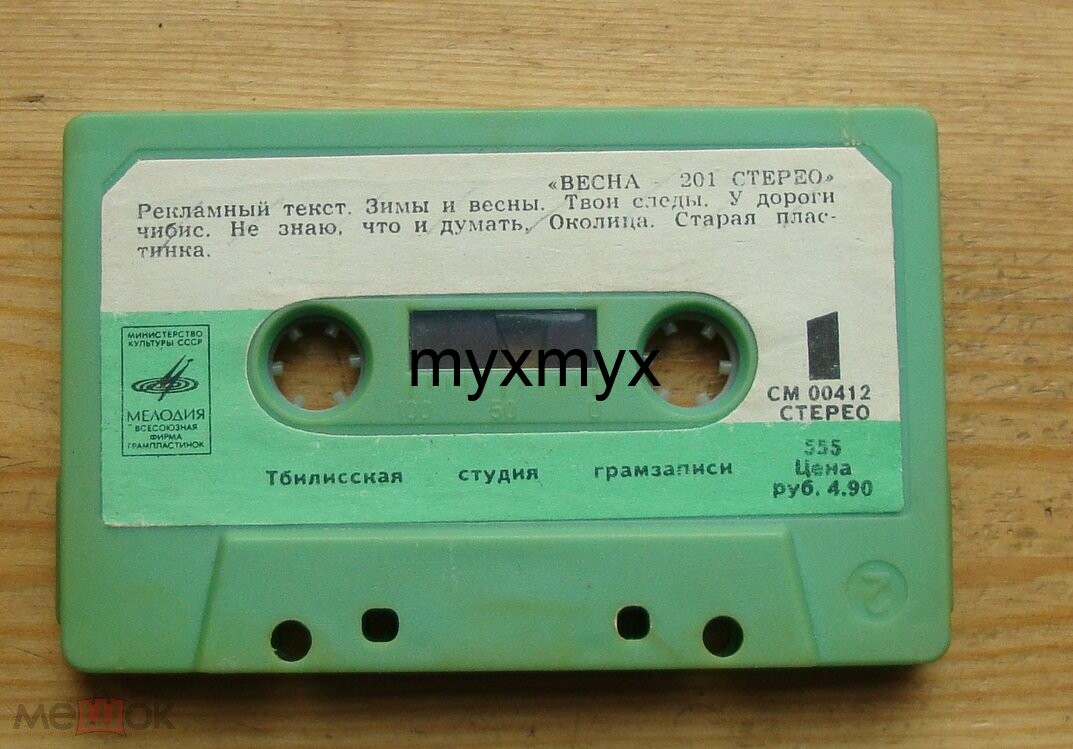 «ВЕСНА - 201 СТЕРЕО»
Рекламный текст. Зимы и весны. Твои следы. У дороги
чибис. Не знаю, что и думать, Околица. Старая плас-
тинка.
МИНИСТЕРСТВО
КУЛЬТУРЫ СССР
МЕЛОДИЯ
ВСЕСОЮЗНАЯ
ФИРМА
ГРАМПЛАСТИНОК
myxmyx
50 0
1
СМ 00412
СТЕРЕО
Тбилисская студия грамзаписи
555
Цена
руб. 4.90
2
мешок